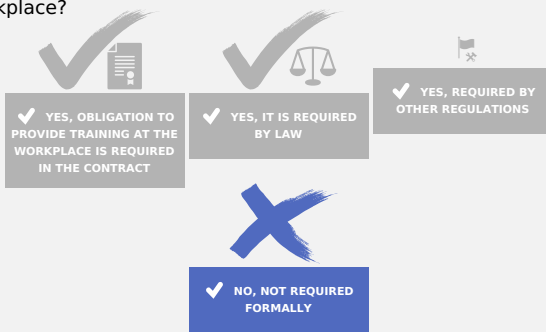 kplace?
YES, OBLIGATION TO
PROVIDE TRAINING AT THE
WORKPLACE IS REQUIRED
IN THE CONTRACT
YES, IT IS REQUIRED
BY LAW
YES, REQUIRED BY
OTHER REGULATIONS
NO, NOT REQUIRED
FORMALLY